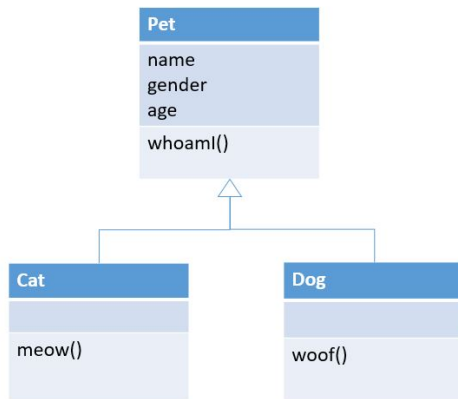 Pet
name
gender
age
whoamI()
Cat
meow()
Dog
woof()